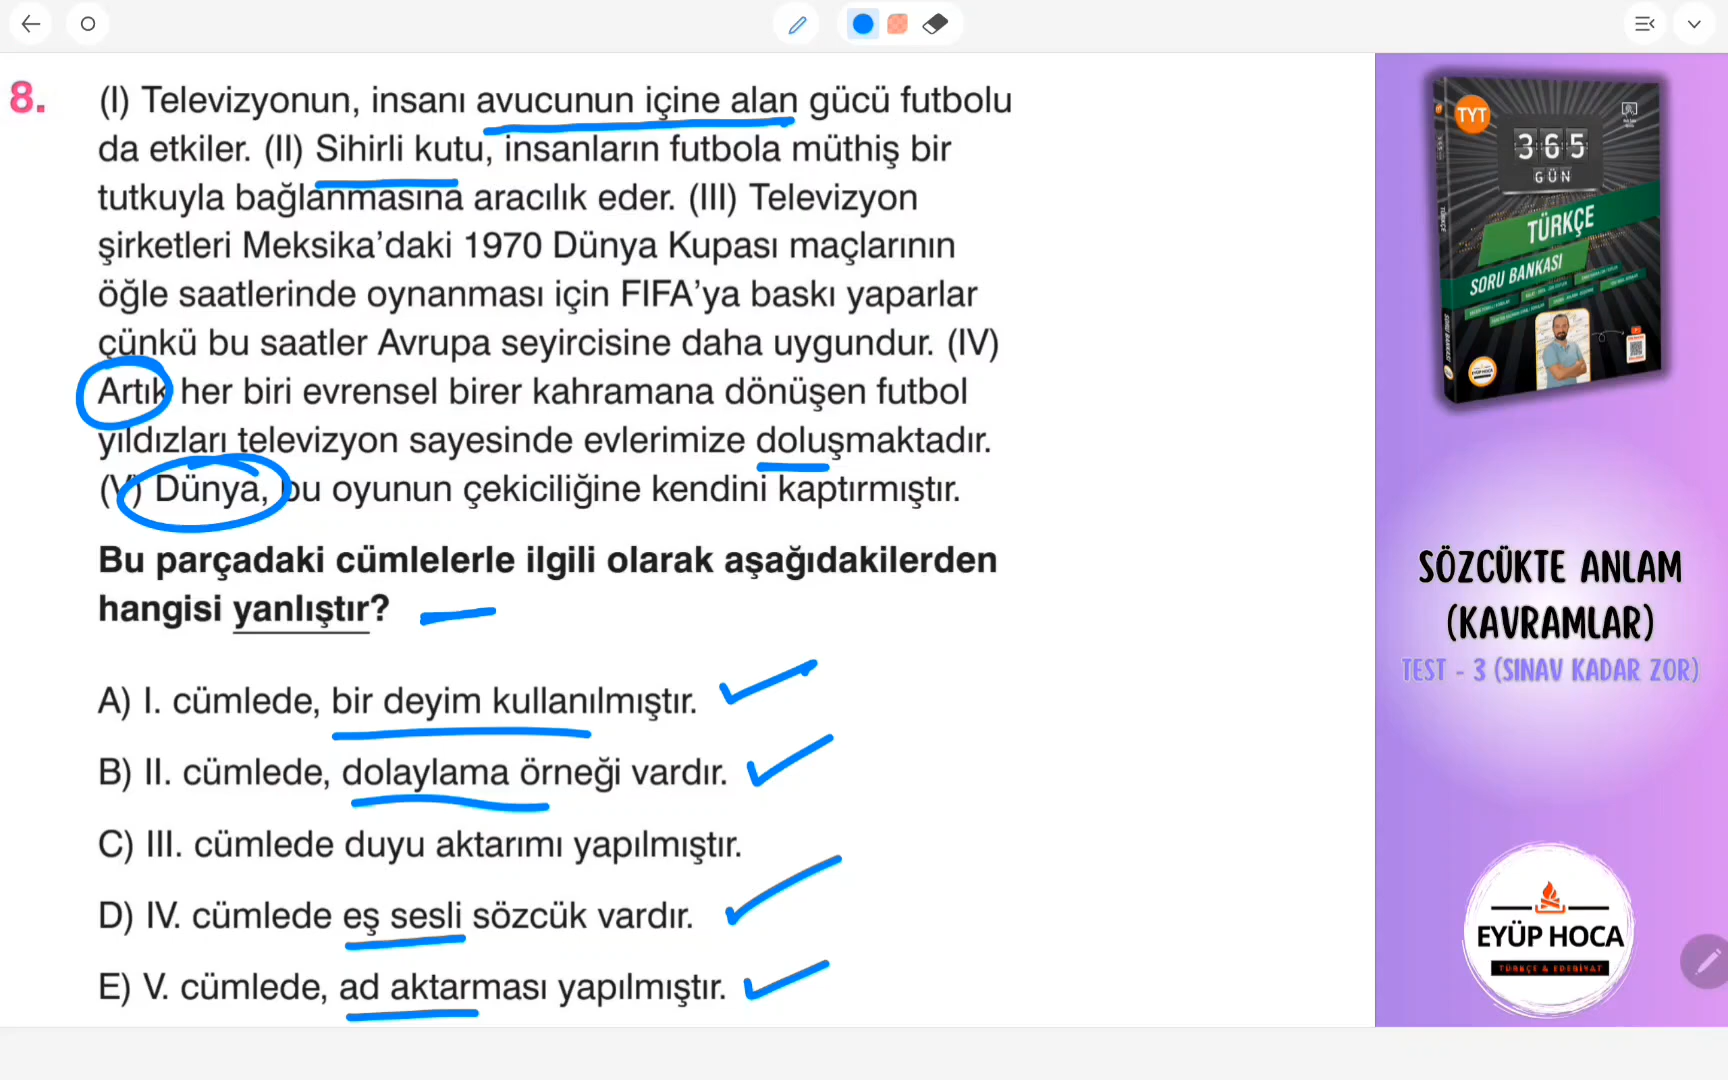 8. (I) Televizyonun, insanı avucunun içine alan gücü futbolu
da etkiler. (II) Sihirli kutu, insanların futbola müthiş bir
tutkuyla bağlanmasına aracılık eder. (III) Televizyon
şirketleri Meksika’daki 1970 Dünya Kupası maçlarının
öğle saatlerinde oynanması için FIFA’ya baskı yaparlar
çünkü bu saatler Avrupa seyircisine daha uygundur. (IV)
Artık her biri evrensel birer kahramana dönüşen futbol
yıldızları televizyon sayesinde evlerimize doluşmaktadır.
(V) Dünya, bu oyunun çekiciliğine kendini kaptırmıştır.
Bu parçadaki cümlelerle ilgili olarak aşağıdakilerden
hangisi yanlıştır?
A) I. cümlede, bir deyim kullanılmıştır.
B) II. cümlede, dolaylama örneği vardır.
C) III. cümlede duyu aktarımı yapılmıştır.
D) IV. cümlede eş sesli sözcük vardır.
E) V. cümlede, ad aktarması yapılmıştır.
TYT
365
GÜN
TÜRKÇE
SORU BANKASI
SÖZCÜKTE ANLAM
(KAVRAMLAR)
TEST - 3 (SINAV KADAR ZOR)
EYÜP HOCA
TÜRKÇE & EDEBİYAT